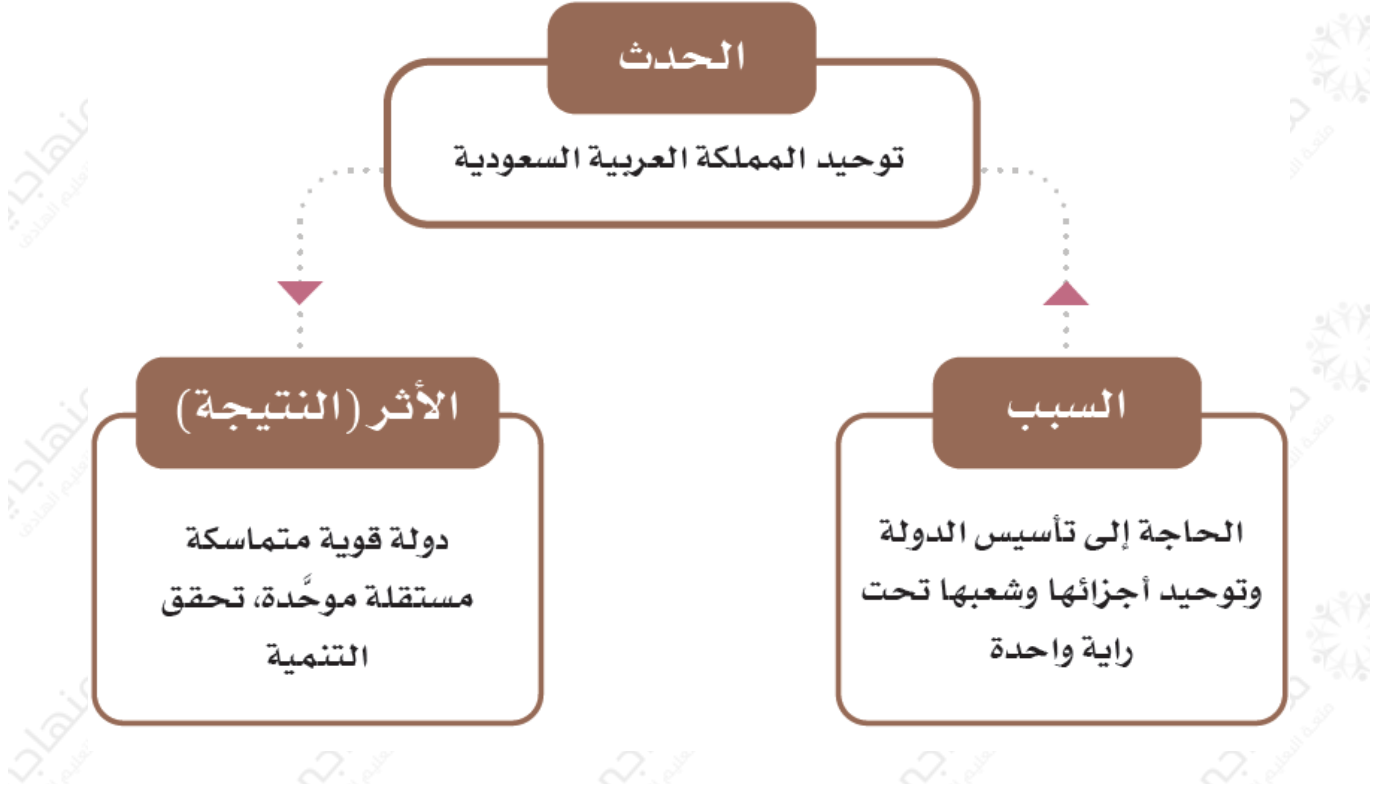 الحدث
توحيد المملكة العربية السعودية
السبب
الحاجة إلى تأسيس الدولة
وتوحيد أجزائها وشعبها تحت
راية واحدة
الأثر (النتيجة)
دولة قوية متماسكة
مستقلة موحَّدة، تحقق
التنمية